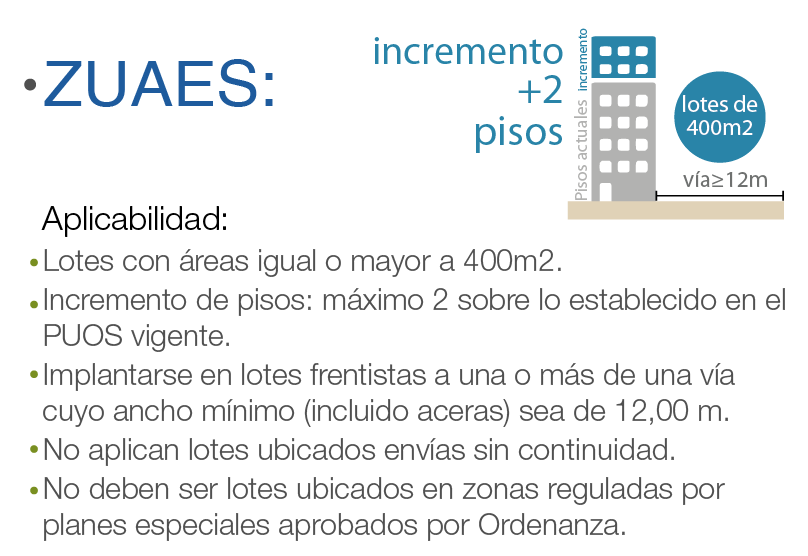 • ZUAES:
incremento
+2
pisos
incremento
Pisos actuales
lotes de
400m2
vía≥12m
Aplicabilidad:
• Lotes con áreas igual o mayor a 400m2.
• Incremento de pisos: máximo 2 sobre lo establecido en el
PUOS vigente.
• Implantarse en lotes frentistas a una o más de una vía
cuyo ancho mínimo (incluido aceras) sea de 12,00 m.
• No aplican lotes ubicados envías sin continuidad.
• No deben ser lotes ubicados en zonas reguladas por
planes especiales aprobados por Ordenanza.